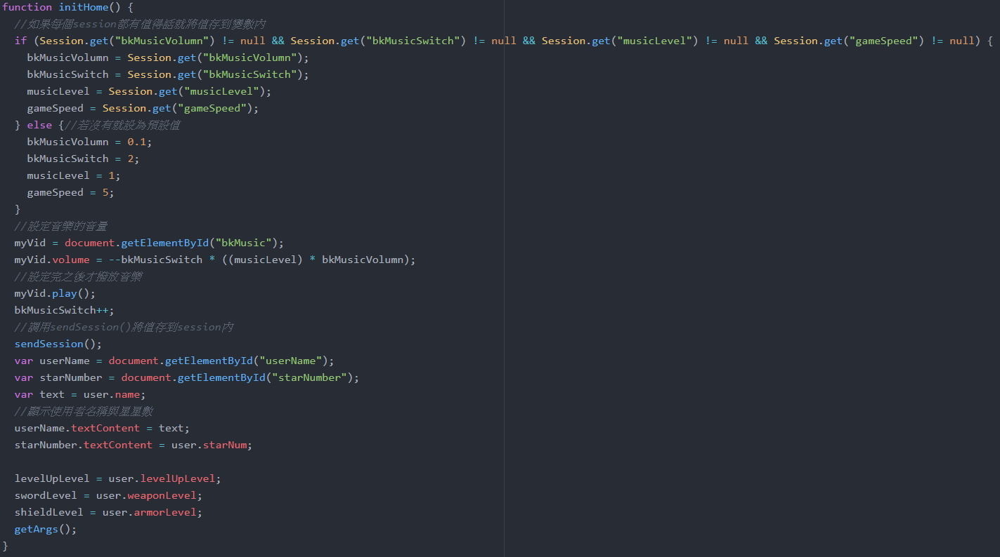 function initHome() {
//如果每個session都有值得話就將值存到變數內
if (Session.get("bkMusicVolumn") != null && Session.get("bkMusicSwitch") != null && Session.get("musicLevel") != null && Session.get("gameSpeed") != null) {
bkMusicVolumn = Session.get("bkMusicVolumn");
bkMusicSwitch = Session.get("bkMusicSwitch");
musicLevel = Session.get("musicLevel");
gameSpeed = Session.get("gameSpeed");
} else {//若沒有就設為預設值
bkMusicVolumn = 0.1;
bkMusicSwitch = 2;
musicLevel = 1;
gameSpeed = 5;
}
//設定音樂的音量
myVid = document.getElementById("bkMusic");
myVid.volume = --bkMusicSwitch * ((musicLevel) * bkMusicVolumn);
//設定完之後才撥放音樂
myVid.play();
bkMusicSwitch++;
//調用sendSession()將值存到session內
sendSession();
var userName = document.getElementById("userName");
var starNumber = document.getElementById("starNumber");
var text = user.name;
//顯示使用者名稱與星星數
userName.textContent = text;
starNumber.textContent = user.starNum;
levelUpLevel = user.levelUpLevel;
swordLevel = user.weaponLevel;
shieldLevel = user.armorLevel;
getArgs();
}